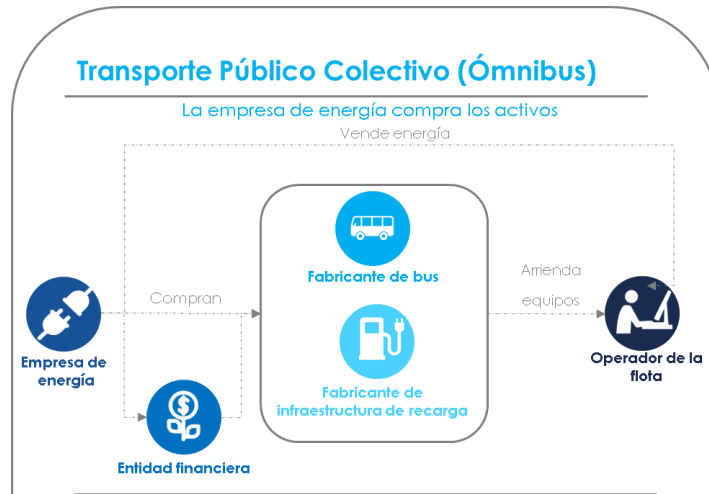 Transporte Público Colectivo (Ómnibus)
La empresa de energía compra los activos
Vende energía
Fabricante de bus
Compran
Arrienda
equipos
Empresa de
energía
Operador de la
flota
Fabricante de
infraestructura de recarga
Entidad financiera